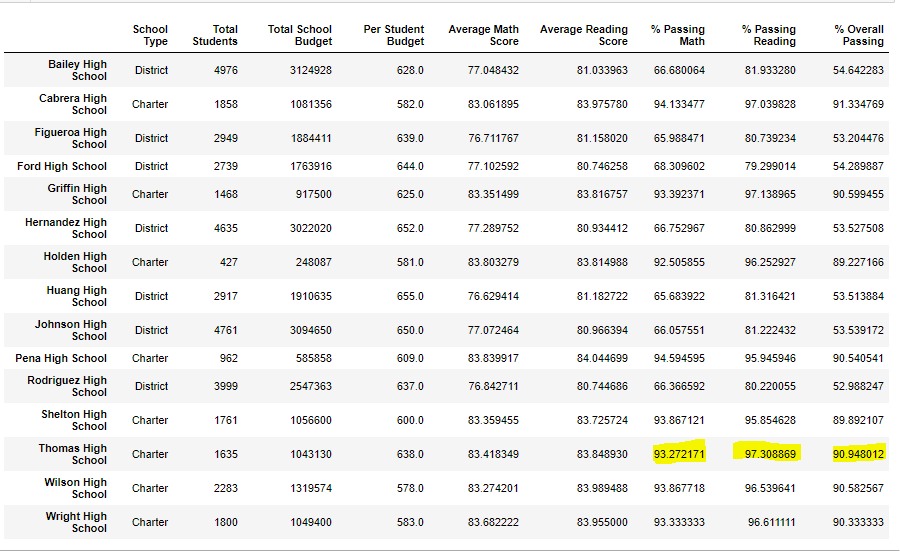 School Type Total Students Total School Budget Per Student Budget Average Math Score Average Reading Score % Passing Math % Passing Reading % Overall Passing
Bailey High School District 4976 3124928 628.0 77.048432 81.033963 66.680064 81.933280 54.642283
Cabrera High School Charter 1858 1081356 582.0 83.061895 83.975780 94.133477 97.039828 91.334769
Figueroa High School District 2949 1884411 639.0 76.711767 81.158020 65.988471 80.739234 53.204476
Ford High School District 2739 1763916 644.0 77.102592 80.746258 68.309602 79.299014 54.289887
Griffin High School Charter 1468 917500 625.0 83.351499 83.816757 93.392371 97.138965 90.599455
Hernandez High School District 4635 3022020 652.0 77.289752 80.934412 66.752967 80.862999 53.527508
Holden High School Charter 427 248087 581.0 83.803279 83.814988 92.505855 96.252927 89.227166
Huang High School District 2917 1910635 655.0 76.629414 81.182722 65.683922 81.316421 53.513884
Johnson High School District 4761 3094650 650.0 77.072464 80.966394 66.057551 81.222432 53.539172
Pena High School Charter 962 585858 609.0 83.839917 84.044699 94.594595 95.945946 90.540541
Rodriguez High School District 3999 2547363 637.0 76.842711 80.744686 66.366592 80.220055 52.988247
Shelton High School Charter 1761 1056600 600.0 83.359455 83.725724 93.867121 95.854628 89.892107
Thomas High School Charter 1635 1043130 638.0 83.418349 83.848930 93.272171 97.308869 90.948012
Wilson High School Charter 2283 1319574 578.0 83.274201 83.989488 93.867718 96.539641 90.582567
Wright High School Charter 1800 1049400 583.0 83.682222 83.955000 93.333333 96.611111 90.333333